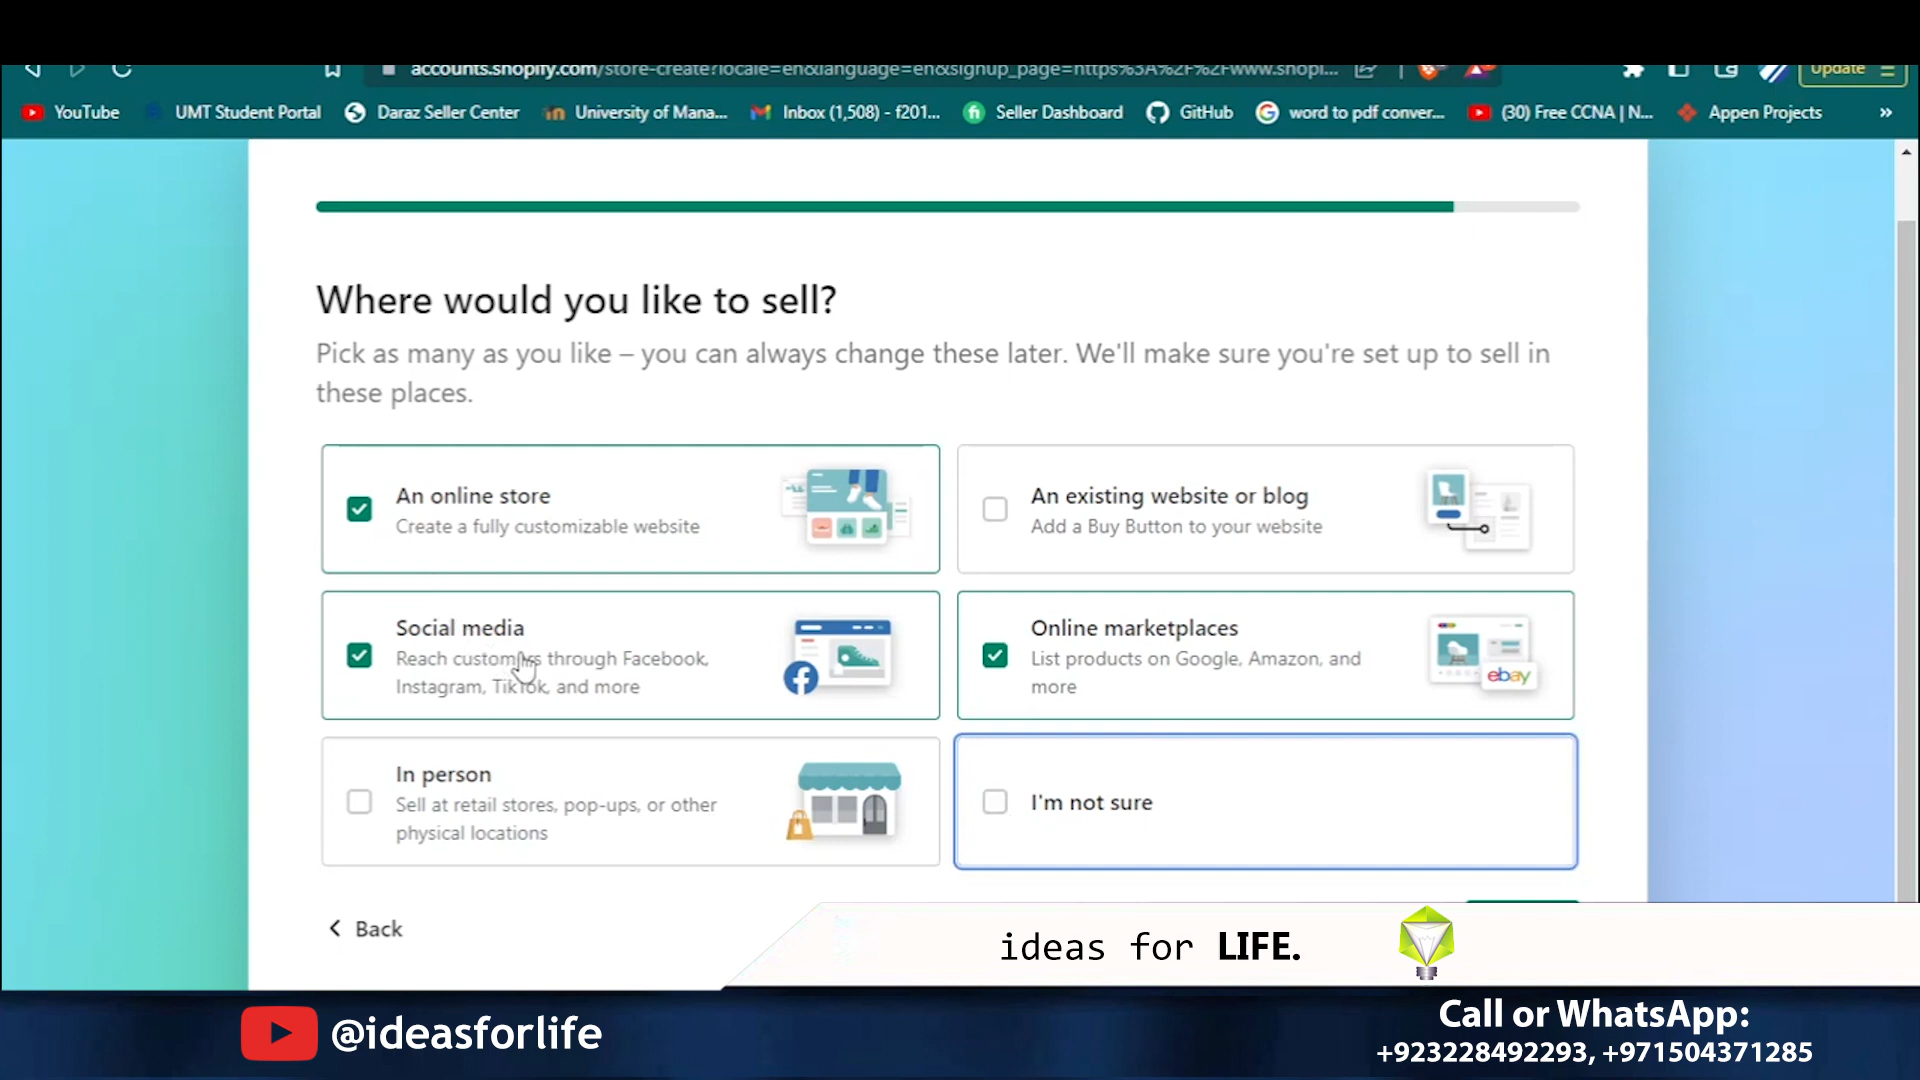 accounts.shopify.com/store-create?locale=en&language=en&signup_page=https%3A%2F%2Fwww.shopi...
Update
YouTube
UMT Student Portal
Daraz Seller Center
University of Mana...
Inbox (1,508) - f201...
Seller Dashboard
GitHub
word to pdf conver...
(30) Free CCNA | N...
Appen Projects
»
Where would you like to sell?
Pick as many as you like – you can always change these later. We'll make sure you're set up to sell in
these places.
An online store
Create a fully customizable website
An existing website or blog
Add a Buy Button to your website
Social media
Reach customers through Facebook,
Instagram, TikTok, and more
Online marketplaces
List products on Google, Amazon, and
more
ebay
In person
Sell at retail stores, pop-ups, or other
physical locations
I'm not sure
Back
ideas for LIFE.
@ideasforlife
Call or WhatsApp:
+923228492293, +971504371285